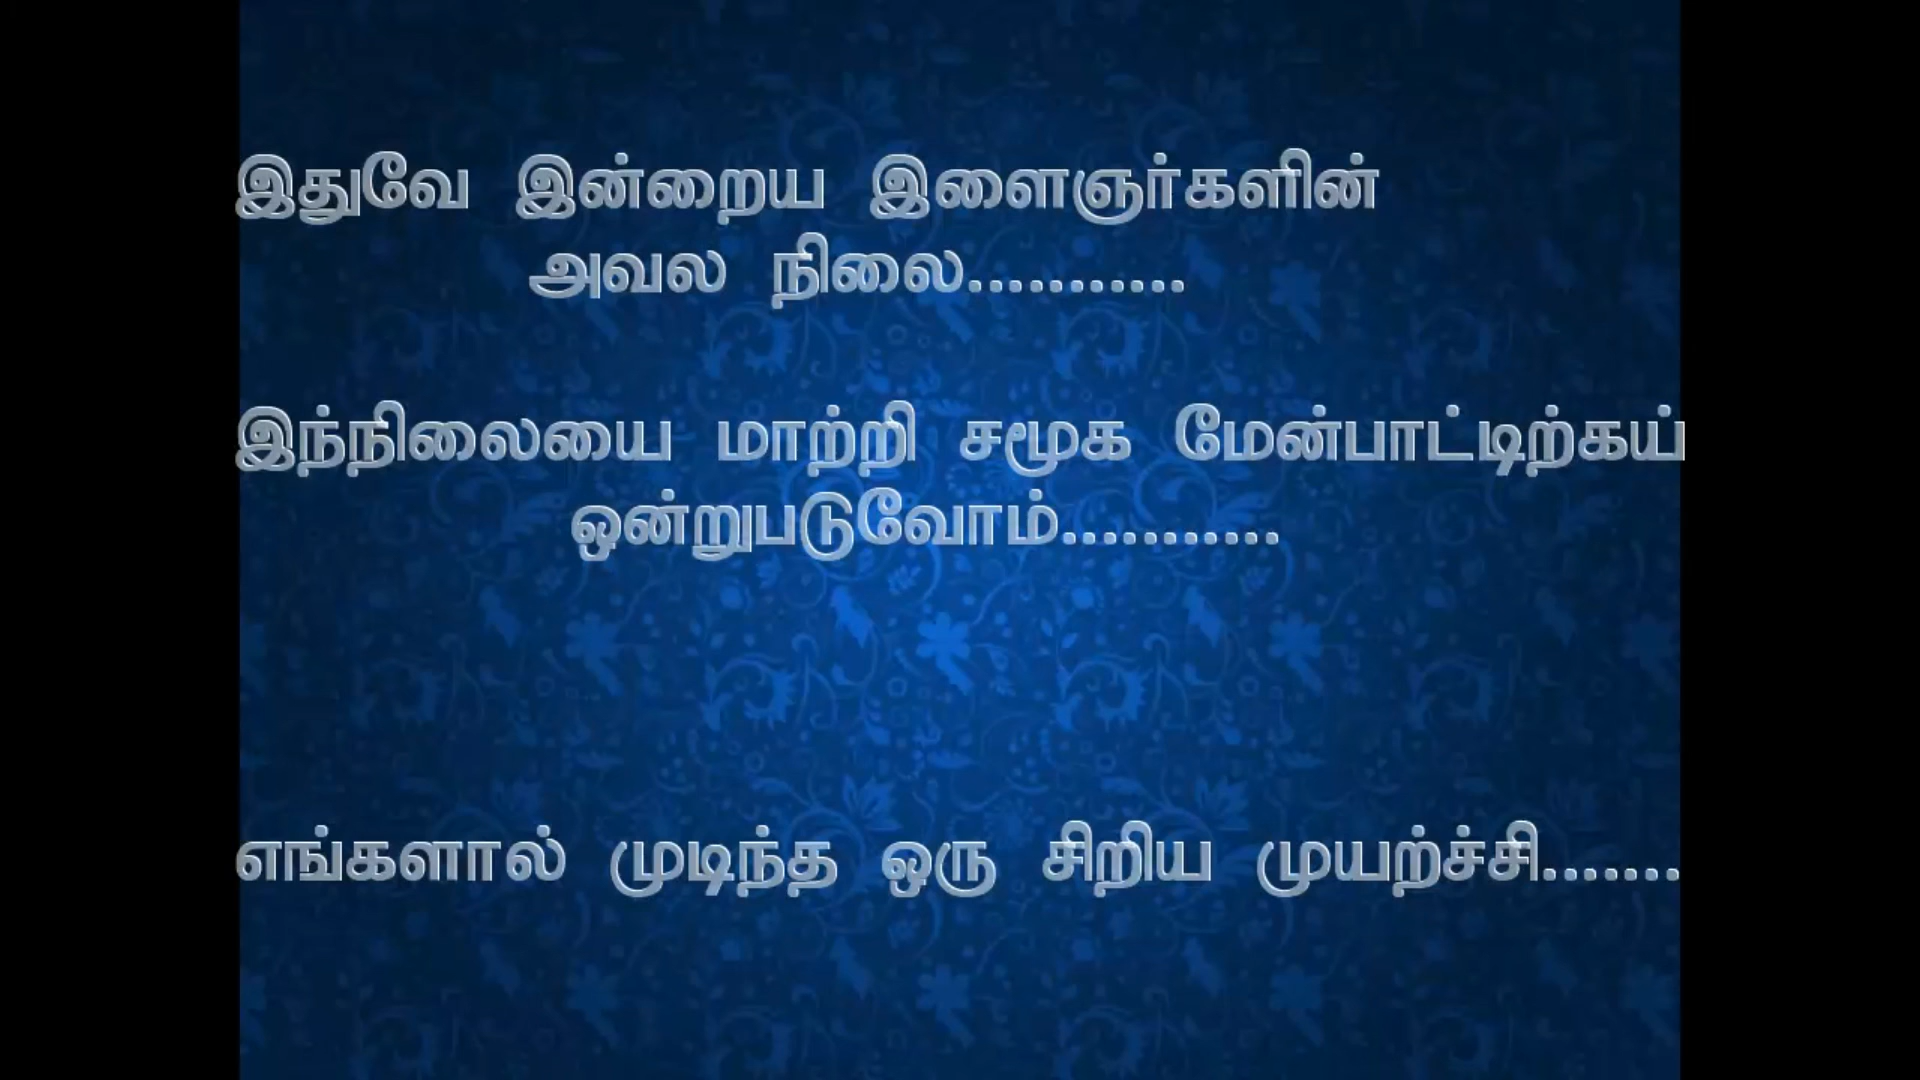 இதுவே இன்றைய இளைஞர்களின்
அவல நிலை...........
இந்நிலையை மாற்றி சமூக மேன்பாட்டிற்கய்
ஒன்றுபடுவோம்...........
எங்களால் முடிந்த ஒரு சிறிய முயற்ச்சி.......